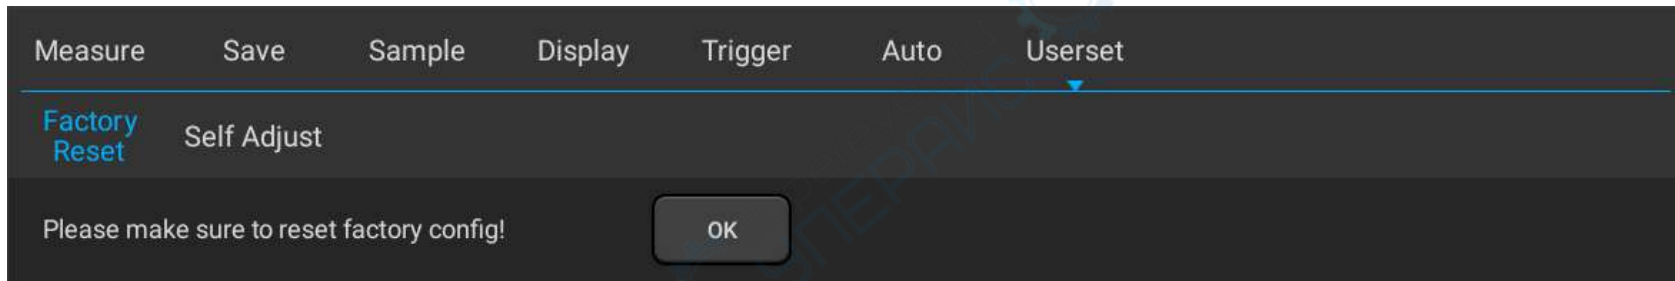 Measure Save Sample Display Trigger Auto Userset
Factory
Reset
Self Adjust
Please make sure to reset factory config! OK